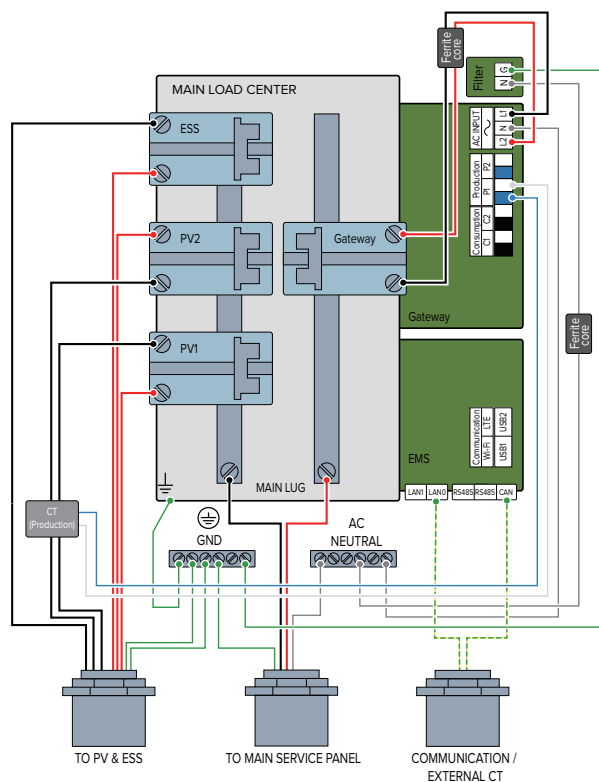 Ferrite
core
Filter
N G
MAIN LOAD CENTER
ESS
AC INPUT
L2 N L1
Production
P1 P2
PV2
Gateway
Consumption
C1 C2
Gateway
Ferrite
core
PV1
Communication
Wi-Fi LTE
USB1 USB2
EMS
MAIN LUG
LAN1 LAN0 RS485 RS485 CAN
CT
(Production)
GND
AC
NEUTRAL
TO PV & ESS
TO MAIN SERVICE PANEL
COMMUNICATION /
EXTERNAL CT